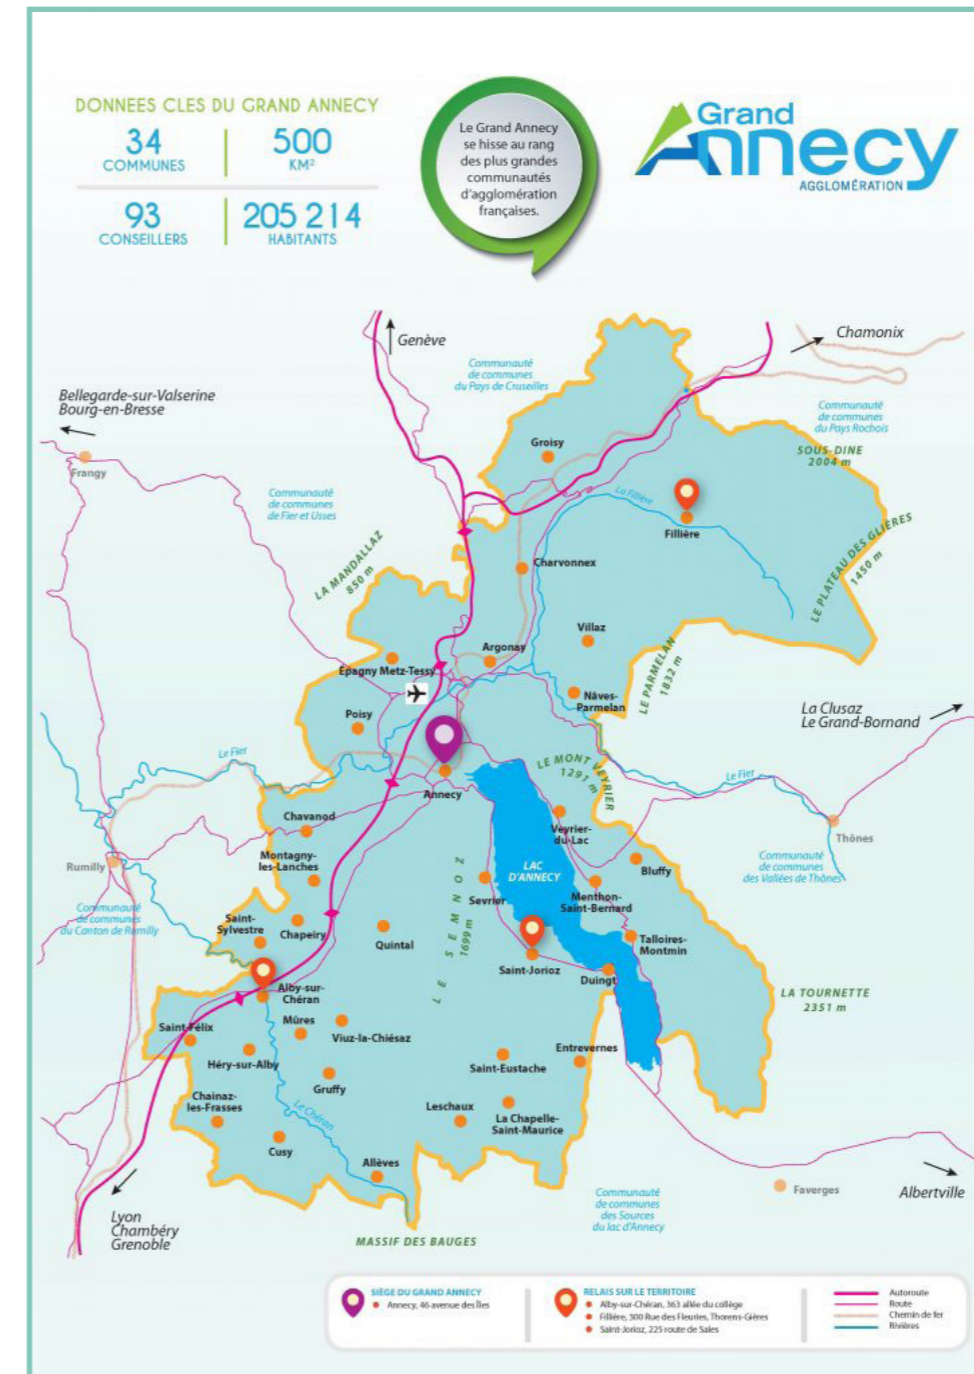 DONNEES CLES DU GRAND ANNECY
34
COMMUNES
500
KM²
93
CONSEILLERS
205 214
HABITANTS
Le Grand Annecy
se hisse au rang
des plus grandes
communautés
d'agglomération
françaises.
Grand
Annecy
AGGLOMÉRATION
Genève
Chamonix
Communauté
de communes
du Pays de Cruseilles
Bellegarde-sur-Valserine
Bourg-en-Bresse
Communauté
de communes
du Pays Rochois
Groisy
SOUS-DINE
2004 m
Frangy
Communauté
de communes
de Fier et Usses
La Fillière
Fillière
LA MANDALLAZ
850 m
LE PLATEAU DES GLIÈRES
1450 m
Charvonnex
Villaz
Argonay
Épagny Metz-Tessy
LE PARMELAN
1832 m
Nâves-
Parmelan
Poisy
La Clusaz
Le Grand-Bornand
Le Fier
LE MONT VEYRIER
1291 m
Le Fier
Annecy
Chavanod
Veyrier-
du-Lac
Thônes
Montagny-
les-Lanches
Rumilly
LAC
D'ANNECY
Bluffy
Communauté
de communes
des Vallées de Thônes
Sevrier
Menthon-
Saint-Bernard
LE SEMNOZ
1699 m
Communauté
de communes
du Canton de Rumilly
Saint-
Sylvestre
Chapeiry
Quintal
Talloires-
Montmin
Saint-Jorioz
Duingt
Alby-sur-
Chéran
LA TOURNETTE
2351 m
Saint-Félix
Mûres
Viuz-la-Chiésaz
Entrevernes
Héry-sur-Alby
Saint-Eustache
Gruffy
Chainaz-
les-Frasses
Le Chéran
Leschaux
La Chapelle-
Saint-Maurice
Cusy
Allèves
Faverges
Albertville
Communauté
de communes
des Sources
du lac d'Annecy
Lyon
Chambéry
Grenoble
MASSIF DES BAUGES
SIÈGE DU GRAND ANNECY
Annecy, 46 avenue des Îles
RELAIS SUR LE TERRITOIRE
Alby-sur-Chéran, 363 allée du collège
Fillière, 300 Rue des Fleuries, Thorens-Glières
Saint-Jorioz, 225 route de Sales
Autoroute
Route
Chemin de fer
Rivières